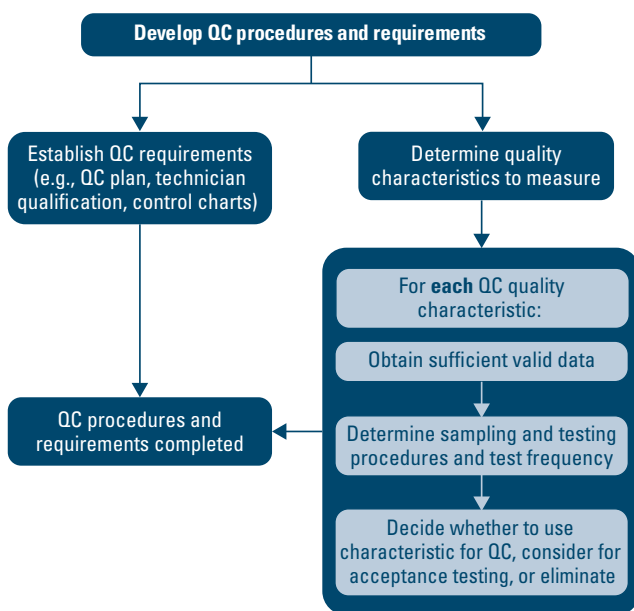 Develop QC procedures and requirements
Establish QC requirements
(e.g., QC plan, technician
qualification, control charts)
Determine quality
characteristics to measure
For each QC quality
characteristic:
Obtain sufficient valid data
Determine sampling and testing
procedures and test frequency
Decide whether to use
characteristic for QC, consider for
acceptance testing, or eliminate
QC procedures and
requirements completed